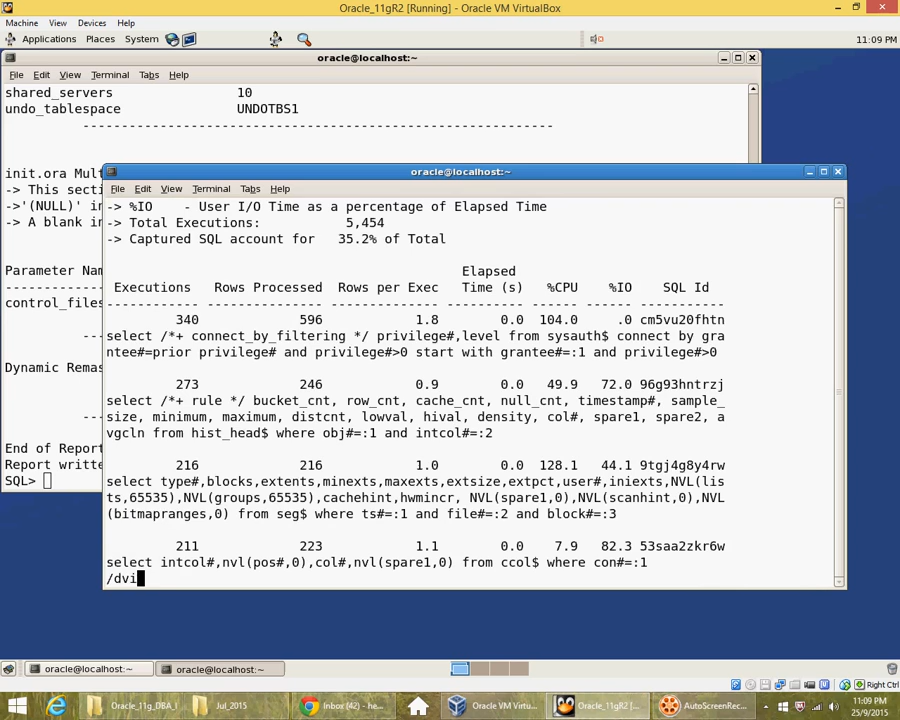 Oracle_11gR2 [Running] - Oracle VM VirtualBox
Machine View Devices Help
Applications Places System
11:09 PM
oracle@localhost:~
File Edit View Terminal Tabs Help
shared_servers 10
undo_tablespace UNDOTBS1
-------------------------------------------------------------
init.ora Mul
-> This secti
->'(NULL)' in
-> A blank in
Parameter Nam
control_files
Dynamic Remas
End of Report
Report writte
SQL>
oracle@localhost:~
File Edit View Terminal Tabs Help
-> %IO - User I/O Time as a percentage of Elapsed Time
-> Total Executions: 5,454
-> Captured SQL account for 35.2% of Total
Elapsed
Executions Rows Processed Rows per Exec Time (s) %CPU %IO SQL Id
------------ --------------- -------------- ---------- ------ ------ -----------
340 596 1.8 0.0 104.0 .0 cm5vu20fhtn
select /*+ connect_by_filtering */ privilege#,level from sysauth$ connect by gra
ntee#=prior privilege# and privilege#>0 start with grantee#=:1 and privilege#>0
273 246 0.9 0.0 49.9 72.0 96g93hntrzj
select /*+ rule */ bucket_cnt, row_cnt, cache_cnt, null_cnt, timestamp#, sample_
size, minimum, maximum, distcnt, lowval, hival, density, col#, spare1, spare2, a
vgcln from hist_head$ where obj#=:1 and intcol#=:2
216 216 1.0 0.0 128.1 44.1 9tgj4g8y4rw
select type#,blocks,extents,minexts,maxexts,extsize,extpct,user#,iniexts,NVL(lis
ts,65535),NVL(groups,65535),cachehint,hwmincr, NVL(spare1,0),NVL(scanhint,0),NVL
(bitmapranges,0) from seg$ where ts#=:1 and file#=:2 and block#=:3
211 223 1.1 0.0 7.9 82.3 53saa2zkr6w
select intcol#,nvl(pos#,0),col#,nvl(spare1,0) from ccol$ where con#=:1
/dvi
oracle@localhost:~ oracle@localhost:~
Right Ctrl
Oracle_11g_DBA_I Jul_2015 Inbox (42) - he... Oracle VM Virtu... Oracle_11gR2 [... AutoScreenRec... 11:09 PM
25/9/2015